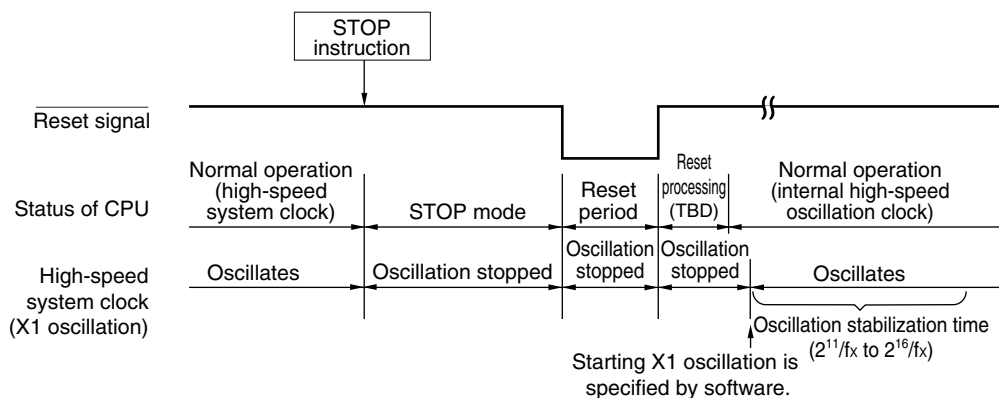 STOP
instruction
Reset signal
Status of CPU
Normal operation
(high-speed
system clock)
STOP mode
Reset
period
Reset
processing
(TBD)
Normal operation
(internal high-speed
oscillation clock)
High-speed
system clock
(X1 oscillation)
Oscillates
Oscillation stopped
Oscillation
stopped
Oscillation
stopped
Oscillates
Oscillation stabilization time
(2¹¹/fx to 2¹⁶/fx)
Starting X1 oscillation is
specified by software.